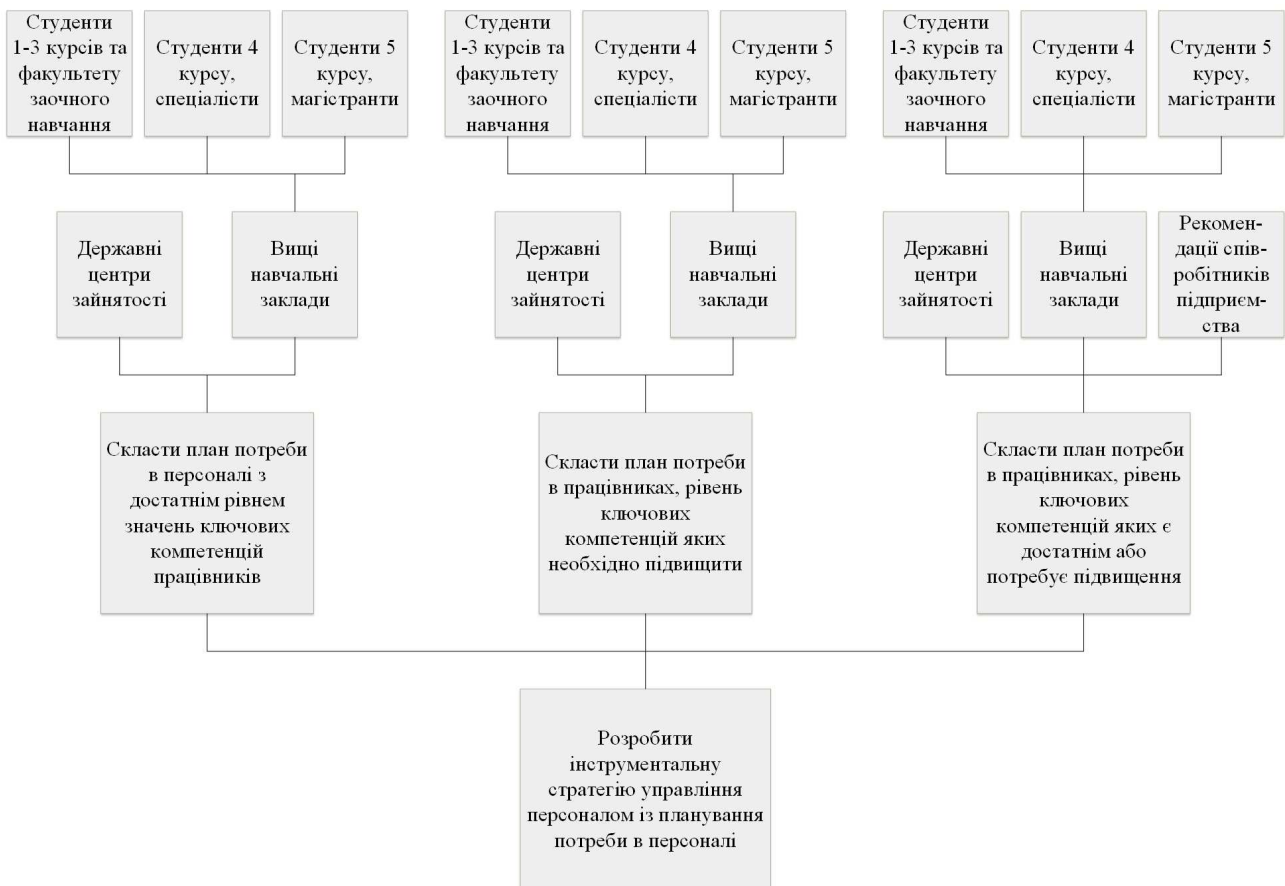 Студенти
1-3 курсів та
факультету
заочного
навчання
Студенти 4
курсу,
спеціалісти
Студенти 5
курсу,
магістранти
Студенти
1-3 курсів та
факультету
заочного
навчання
Студенти 4
курсу,
спеціалісти
Студенти 5
курсу,
магістранти
Студенти
1-3 курсів та
факультету
заочного
навчання
Студенти 4
курсу,
спеціалісти
Студенти 5
курсу,
магістранти
Державні
центри
зайнятості
Вищі
навчальні
заклади
Державні
центри
зайнятості
Вищі
навчальні
заклади
Державні
центри
зайнятості
Вищі
навчальні
заклади
Рекомен-
дації спів-
робітників
підприєм-
ства
Скласти план потреби
в персоналі з
достатнім рівнем
значень ключових
компетенцій
працівників
Скласти план потреби
в працівниках, рівень
ключових
компетенцій яких
необхідно підвищити
Скласти план потреби
в працівниках, рівень
ключових
компетенцій яких є
достатнім або
потребує підвищення
Розробити
інструментальну
стратегію управління
персоналом із планування
потреби в персоналі